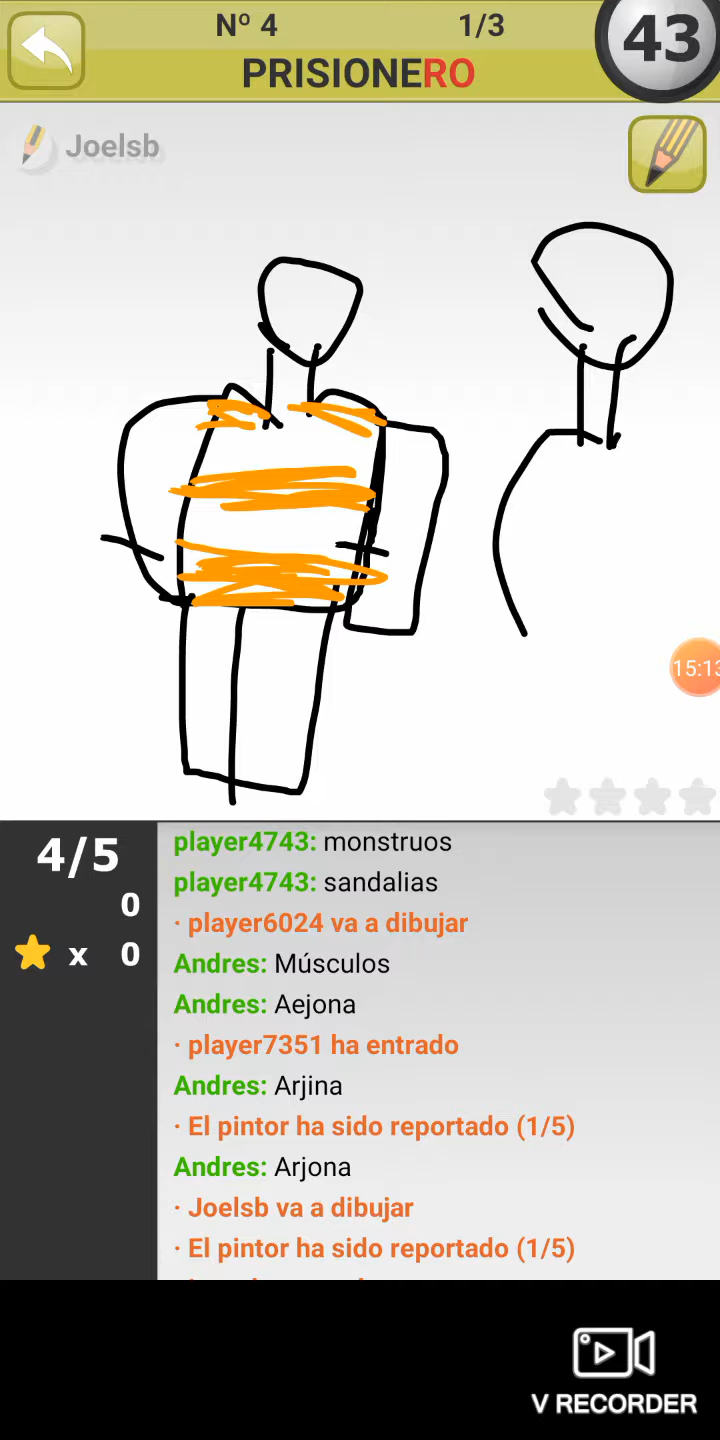 Nº 4
1/3
43
PRISIONERO
Joelsb
15:13
4/5
0
x 0
player4743: monstruos
player4743: sandalias
· player6024 va a dibujar
Andres: Músculos
Andres: Aejona
· player7351 ha entrado
Andres: Arjina
· El pintor ha sido reportado (1/5)
Andres: Arjona
· Joelsb va a dibujar
· El pintor ha sido reportado (1/5)
V RECORDER